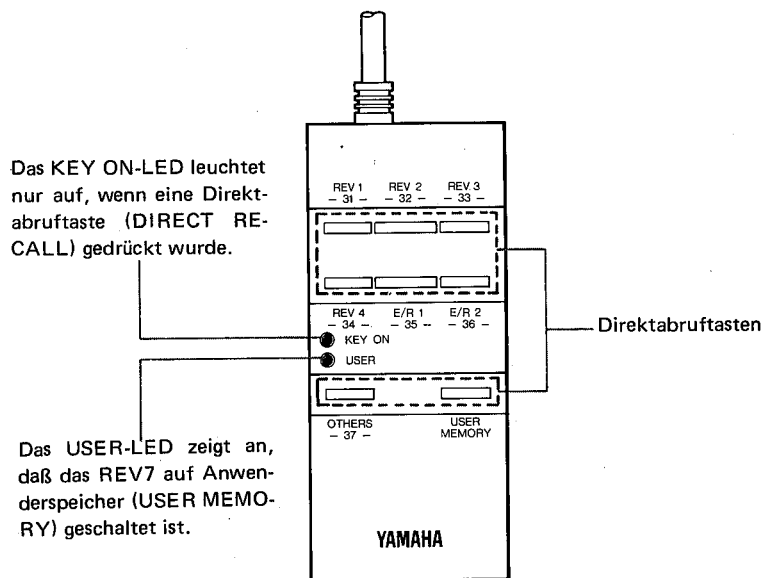 Das KEY ON-LED leuchtet
nur auf, wenn eine Direkt-
abruftaste (DIRECT RE-
CALL) gedrückt wurde.
REV 1 REV 2 REV 3
– 31 – – 32 – – 33 –
REV 4 E/R 1 E/R 2
– 34 – – 35 – – 36 –
KEY ON
USER
Direktabruftasten
OTHERS USER
– 37 – MEMORY
Das USER-LED zeigt an,
daß das REV7 auf Anwen-
derspeicher (USER MEMO-
RY) geschaltet ist.
YAMAHA